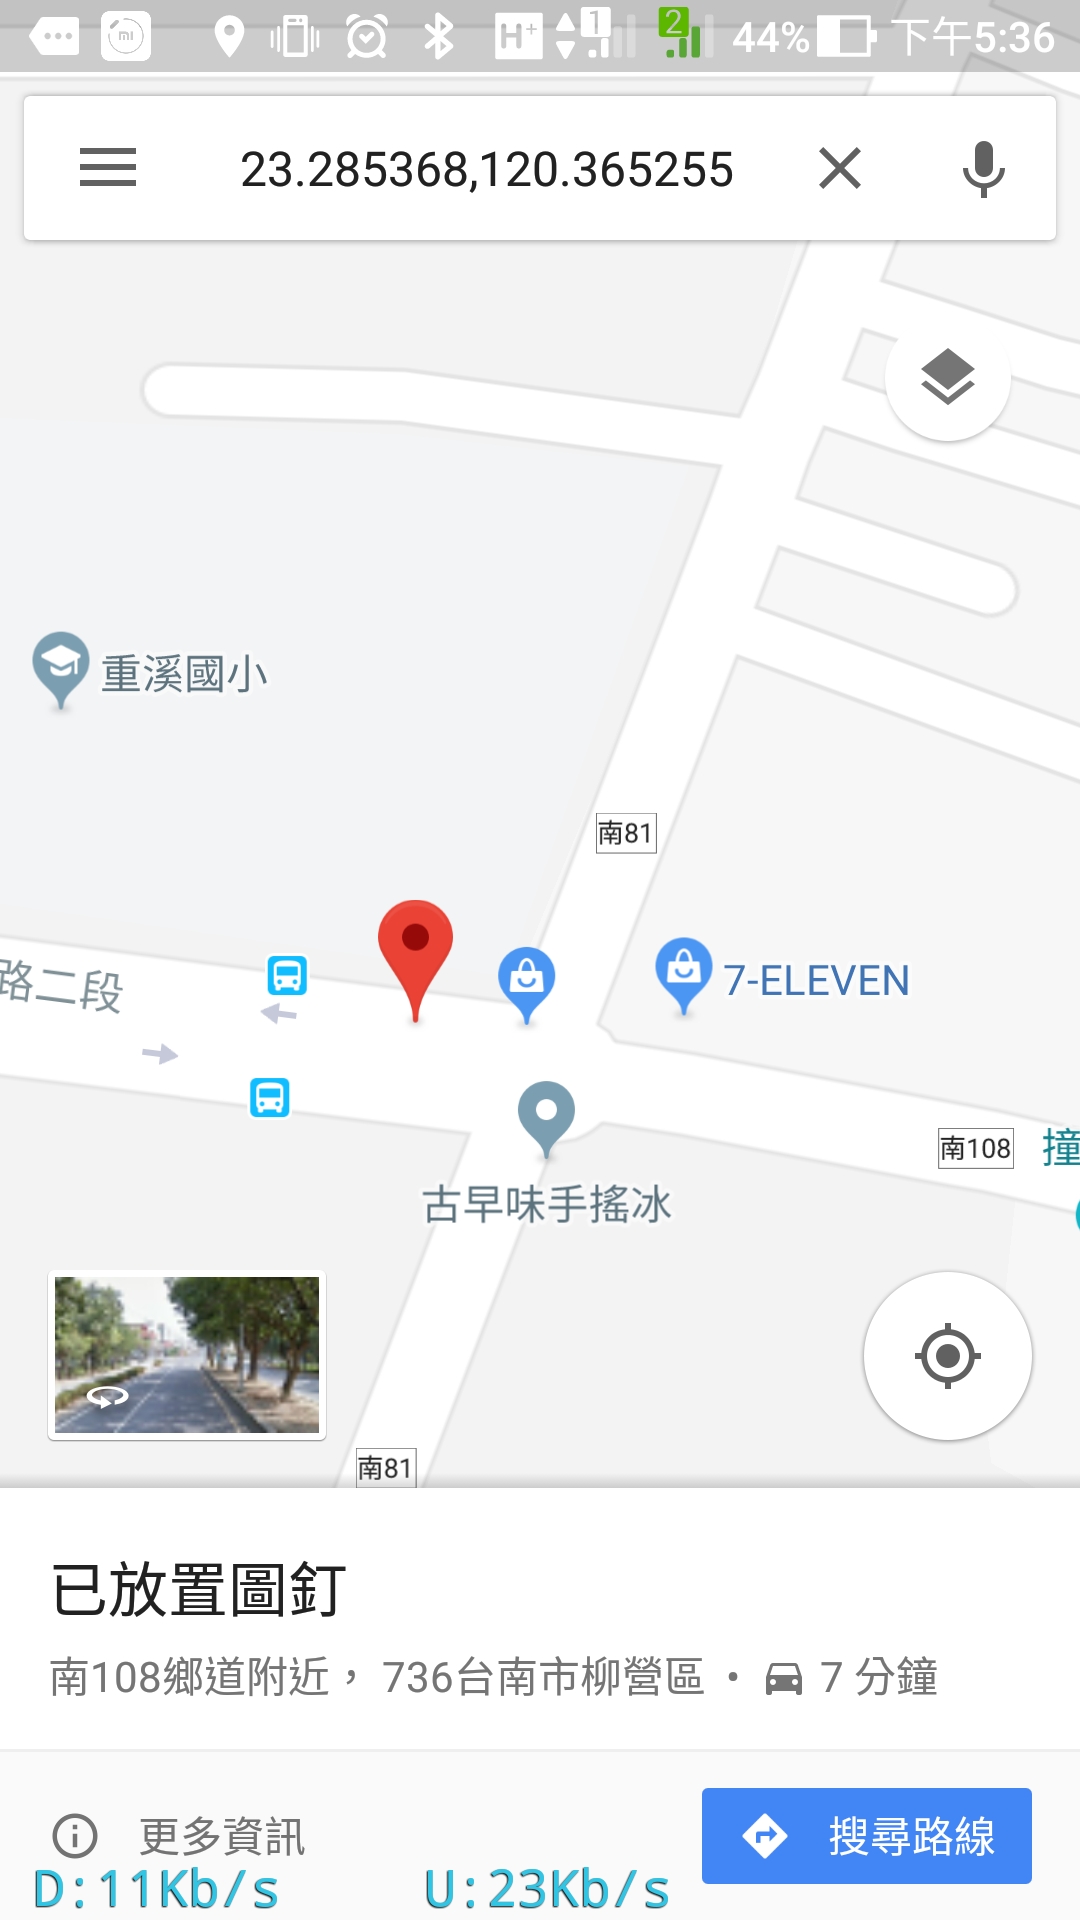 H+ 1 2 44% 下午5:36
23.285368,120.365255
重溪國小
南81
路二段
7-ELEVEN
南108
撞
古早味手搖冰
南81
已放置圖釘
南108鄉道附近， 736台南市柳營區 • 7 分鐘
更多資訊
搜尋路線
D:11Kb/s U:23Kb/s